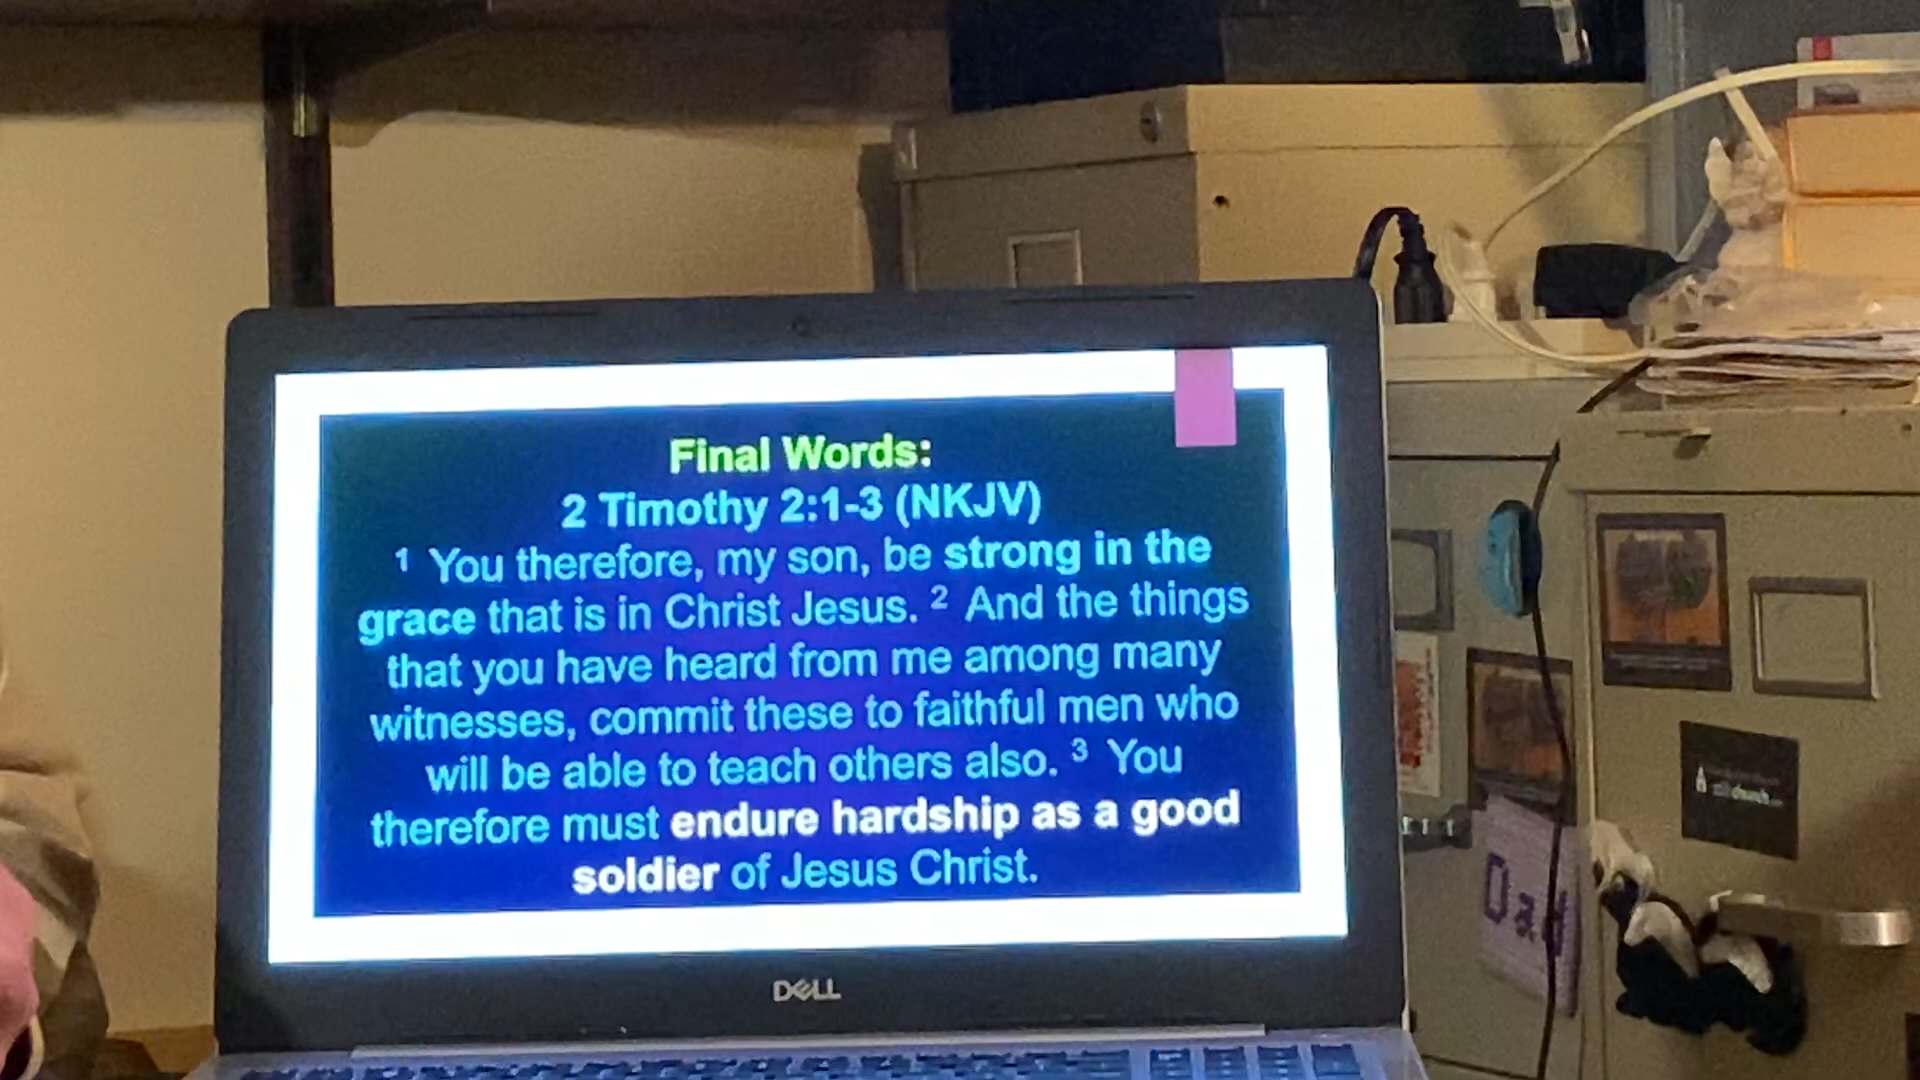 Final Words:
2 Timothy 2:1-3 (NKJV)
1 You therefore, my son, be strong in the
grace that is in Christ Jesus. 2 And the things
that you have heard from me among many
witnesses, commit these to faithful men who
will be able to teach others also. 3 You
therefore must endure hardship as a good
soldier of Jesus Christ.
DELL
Dad